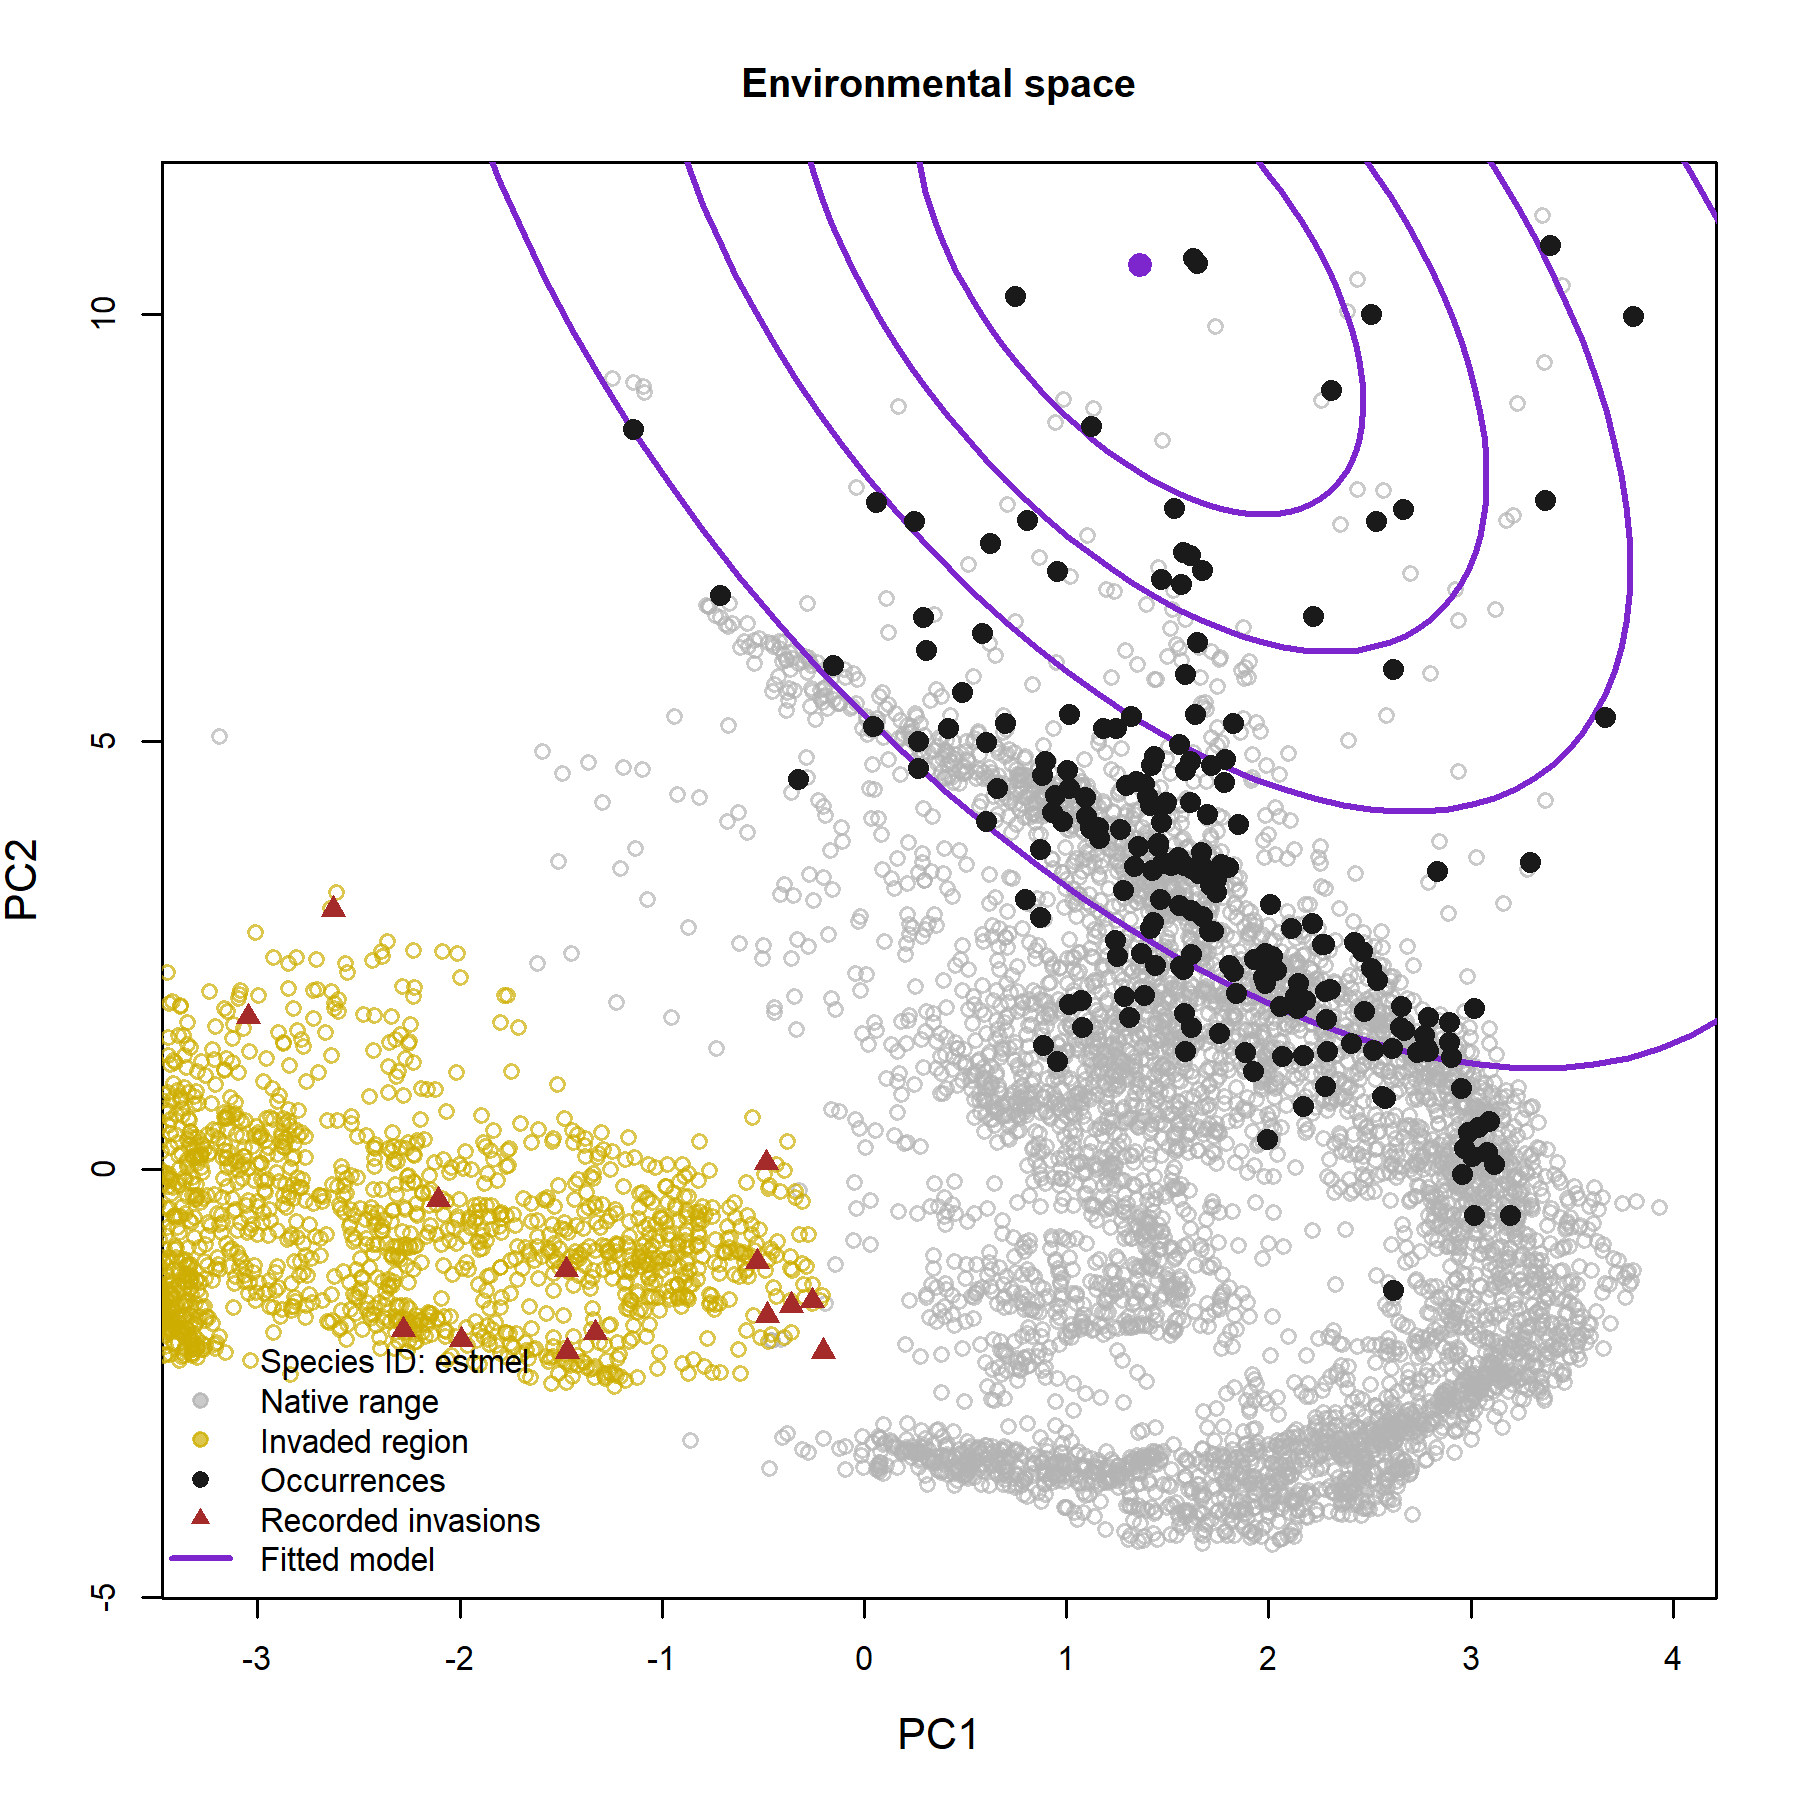 Environmental space
10
5
0
-5
PC2
Species ID: estmel
Native range
Invaded region
Occurrences
Recorded invasions
Fitted model
-3 -2 -1 0 1 2 3 4
PC1